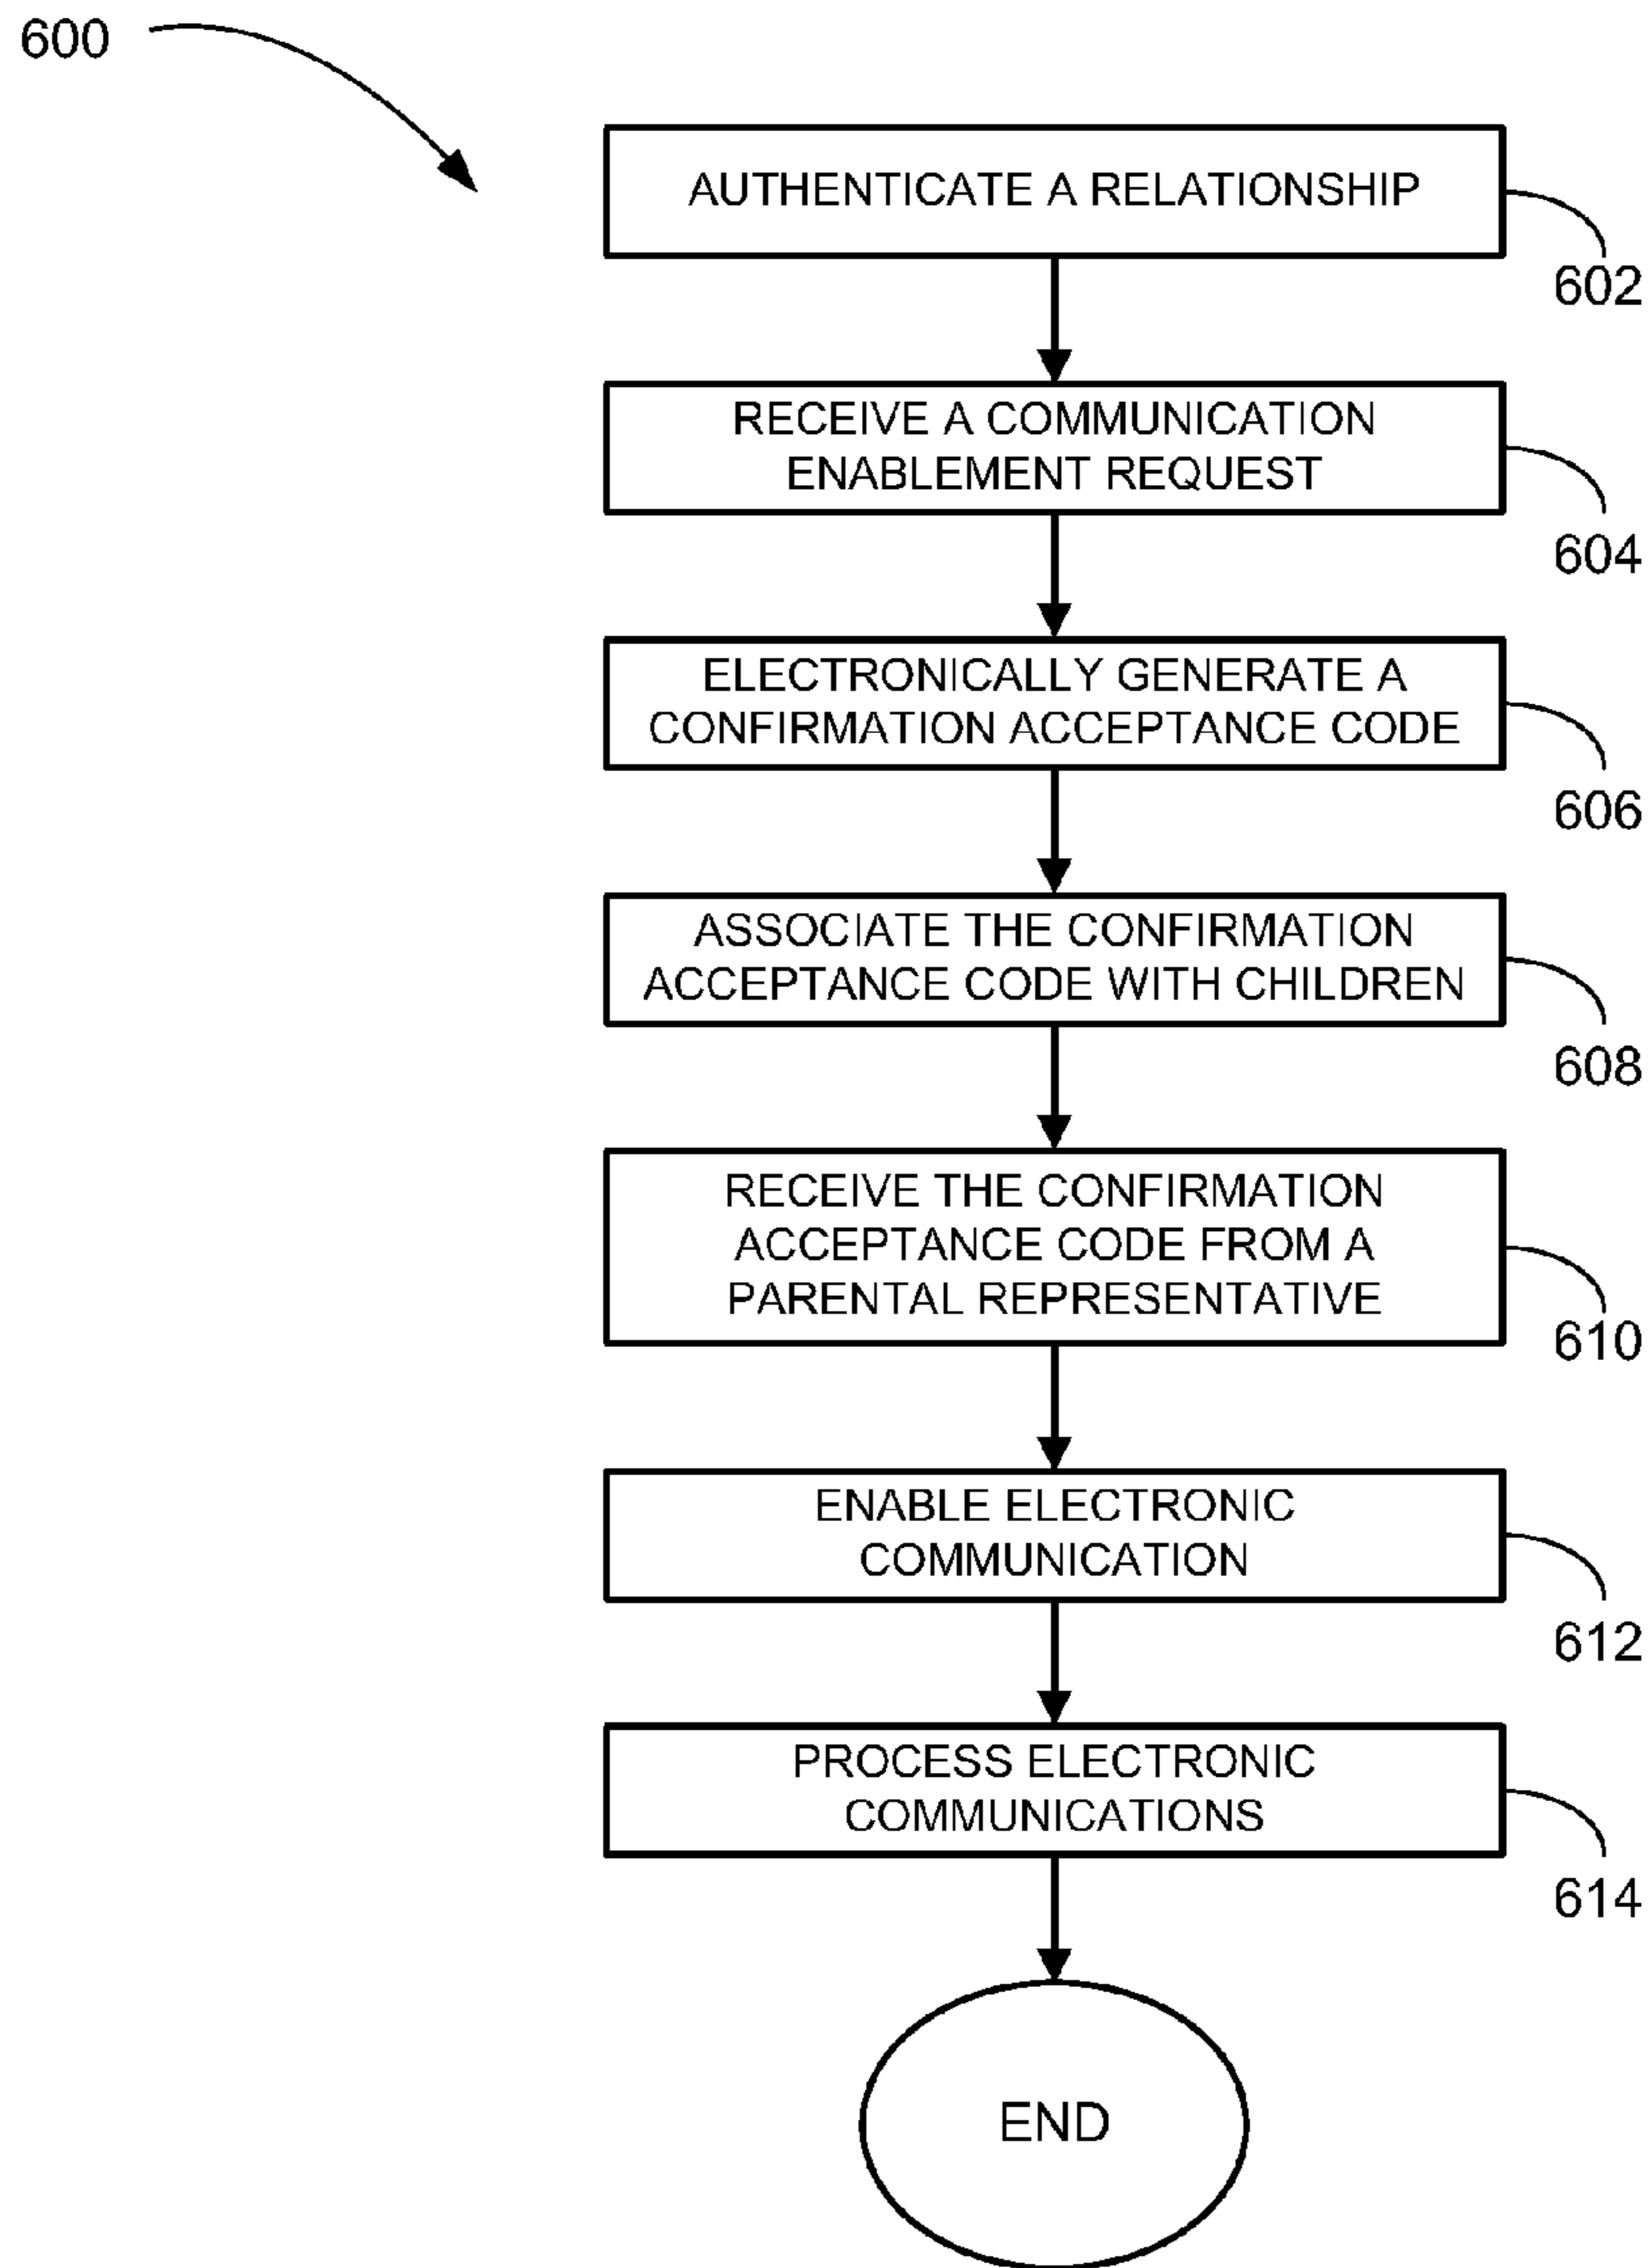 600
AUTHENTICATE A RELATIONSHIP
602
RECEIVE A COMMUNICATION
ENABLEMENT REQUEST
604
ELECTRONICALLY GENERATE A
CONFIRMATION ACCEPTANCE CODE
606
ASSOCIATE THE CONFIRMATION
ACCEPTANCE CODE WITH CHILDREN
608
RECEIVE THE CONFIRMATION
ACCEPTANCE CODE FROM A
PARENTAL REPRESENTATIVE
610
ENABLE ELECTRONIC
COMMUNICATION
612
PROCESS ELECTRONIC
COMMUNICATIONS
614
END